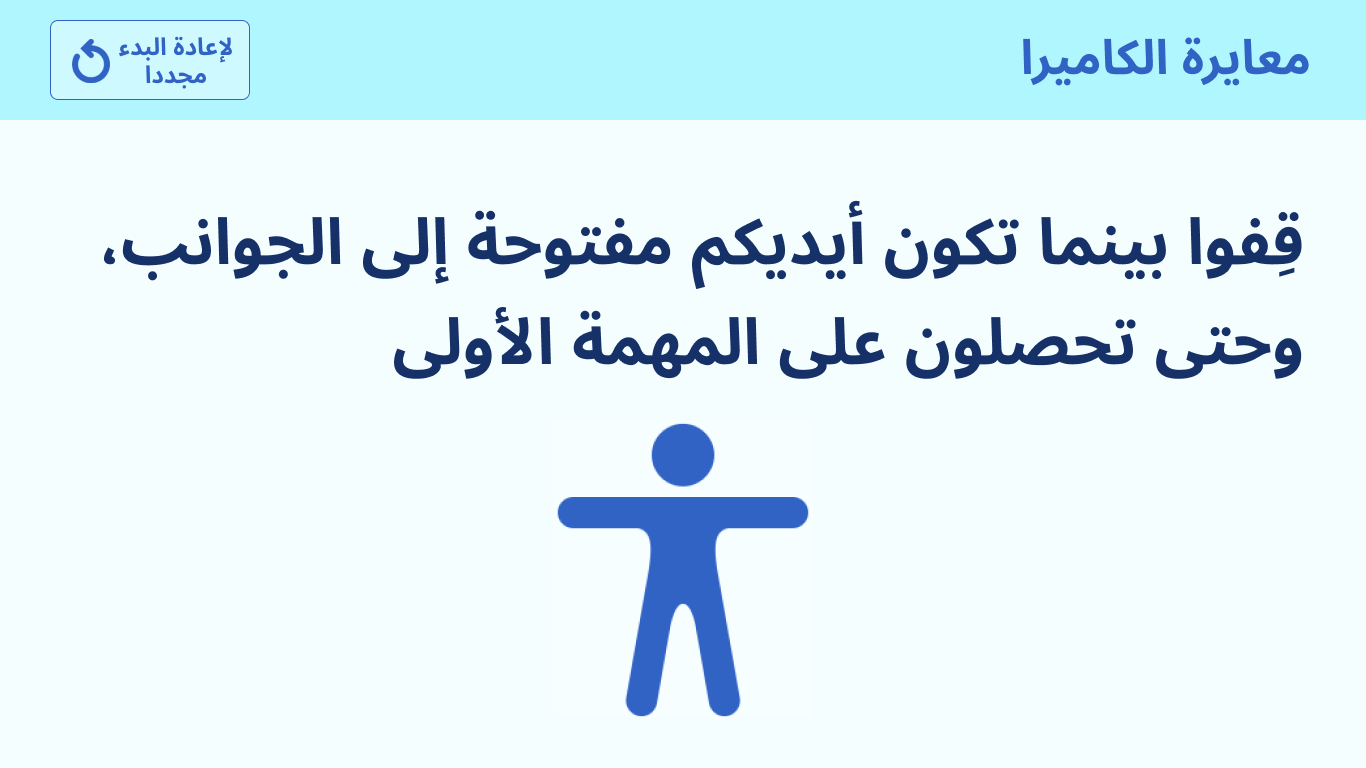 معايرة الكاميرا
لإعادة البدء
مجددا
قِفوا بينما تكون أيديكم مفتوحة إلى الجوانب،
وحتى تحصلون على المهمة الأولى